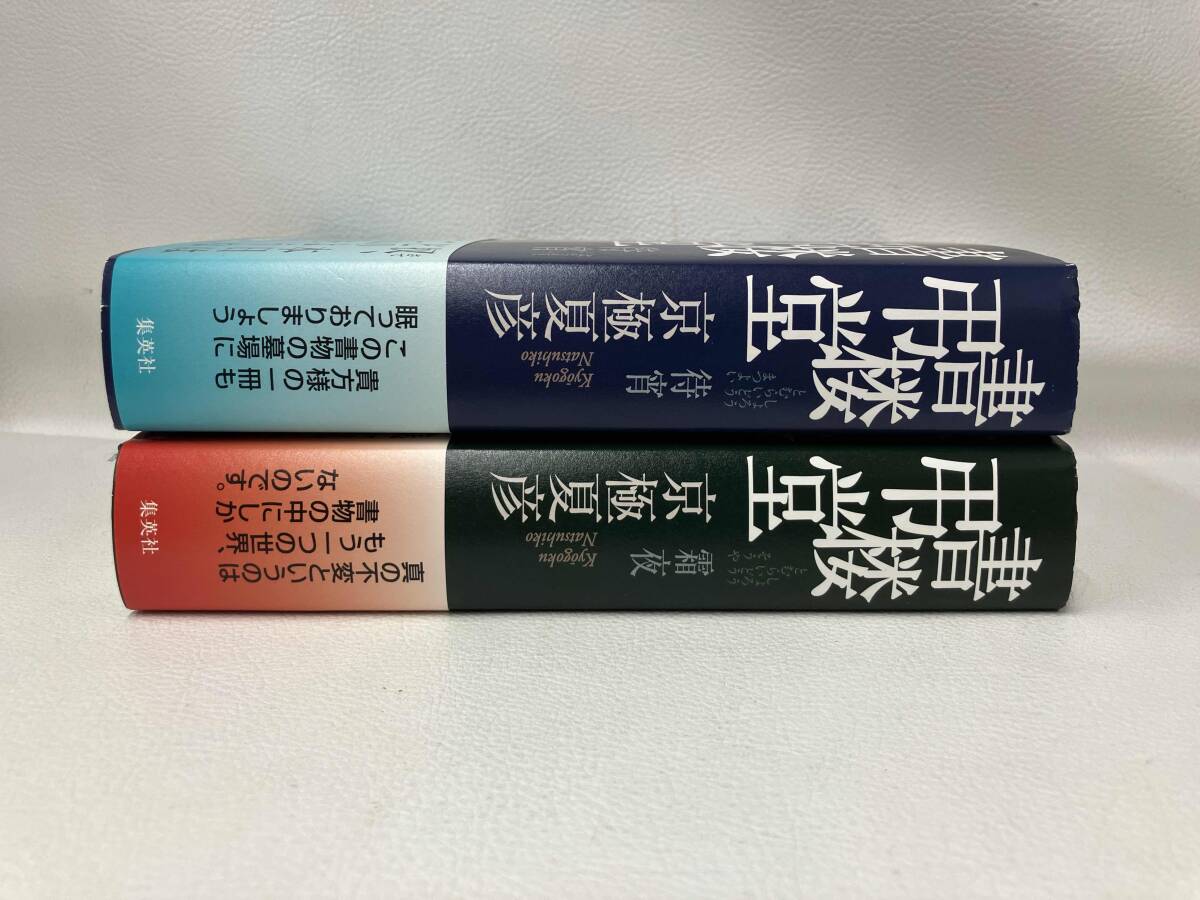 書楼
弔堂
しょろう
とむらいどう
まつよい
待宵
Kyogoku
Natsuhiko
京極夏彦
貴方様の一冊も
この書物の墓場に
眠っておりましょう
集英社
書楼
弔堂
しょろう
とむらいどう
そうや
霜夜
Kyogoku
Natsuhiko
京極夏彦
真の不変というのは
もう一つの世界、
書物の中にしか
ないのです。
集英社